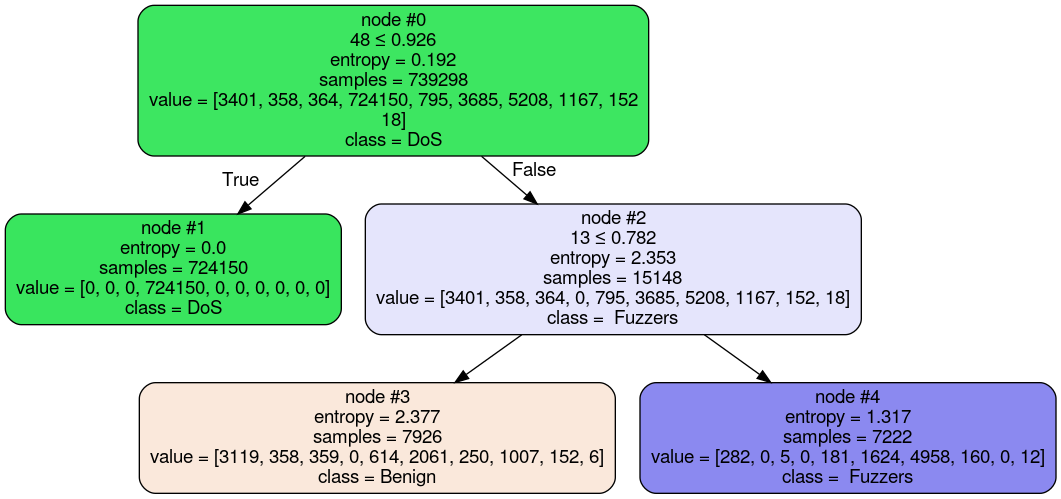 node #0
48 ≤ 0.926
entropy = 0.192
samples = 739298
value = [3401, 358, 364, 724150, 795, 3685, 5208, 1167, 152
18]
class = DoS
True
False
node #1
entropy = 0.0
samples = 724150
value = [0, 0, 0, 724150, 0, 0, 0, 0, 0, 0]
class = DoS
node #2
13 ≤ 0.782
entropy = 2.353
samples = 15148
value = [3401, 358, 364, 0, 795, 3685, 5208, 1167, 152, 18]
class =  Fuzzers
node #3
entropy = 2.377
samples = 7926
value = [3119, 358, 359, 0, 614, 2061, 250, 1007, 152, 6]
class = Benign
node #4
entropy = 1.317
samples = 7222
value = [282, 0, 5, 0, 181, 1624, 4958, 160, 0, 12]
class =  Fuzzers